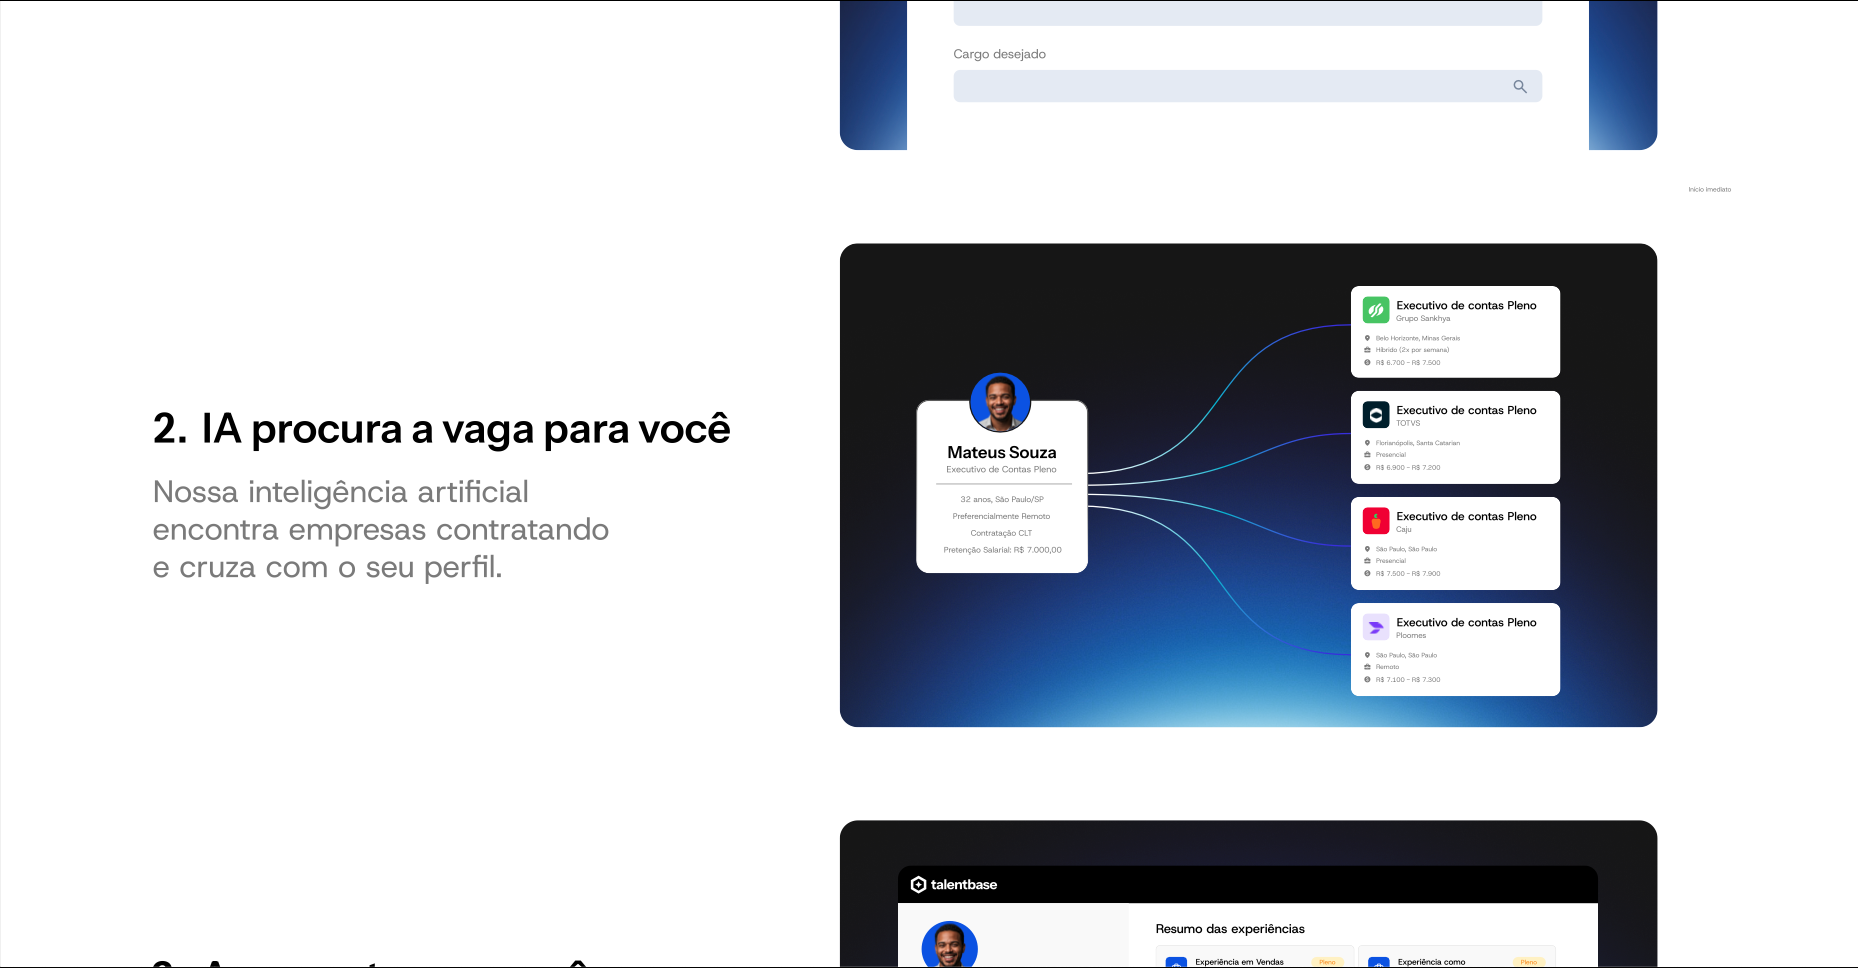 Cargo desejado
Início imediato
2. IA procura a vaga para você
Nossa inteligência artificial
encontra empresas contratando
e cruza com o seu perfil.
Mateus Souza
Executivo de Contas Pleno
32 anos, São Paulo/SP
Preferencialmente Remoto
Contratação CLT
Pretenção Salarial: R$ 7.000,00
Executivo de contas Pleno
Grupo Sankhya
Belo Horizonte, Minas Gerais
Híbrido (2x por semana)
R$ 6.700 - R$ 7.500
Executivo de contas Pleno
TOTVS
Florianópolis, Santa Catarian
Presencial
R$ 6.900 - R$ 7.200
Executivo de contas Pleno
Caju
São Paulo, São Paulo
Presencial
R$ 7.500 - R$ 7.900
Executivo de contas Pleno
Ploomes
São Paulo, São Paulo
Remoto
R$ 7.100 - R$ 7.300
talentbase
Resumo das experiências
Experiência em Vendas
Pleno
Experiência como
Pleno